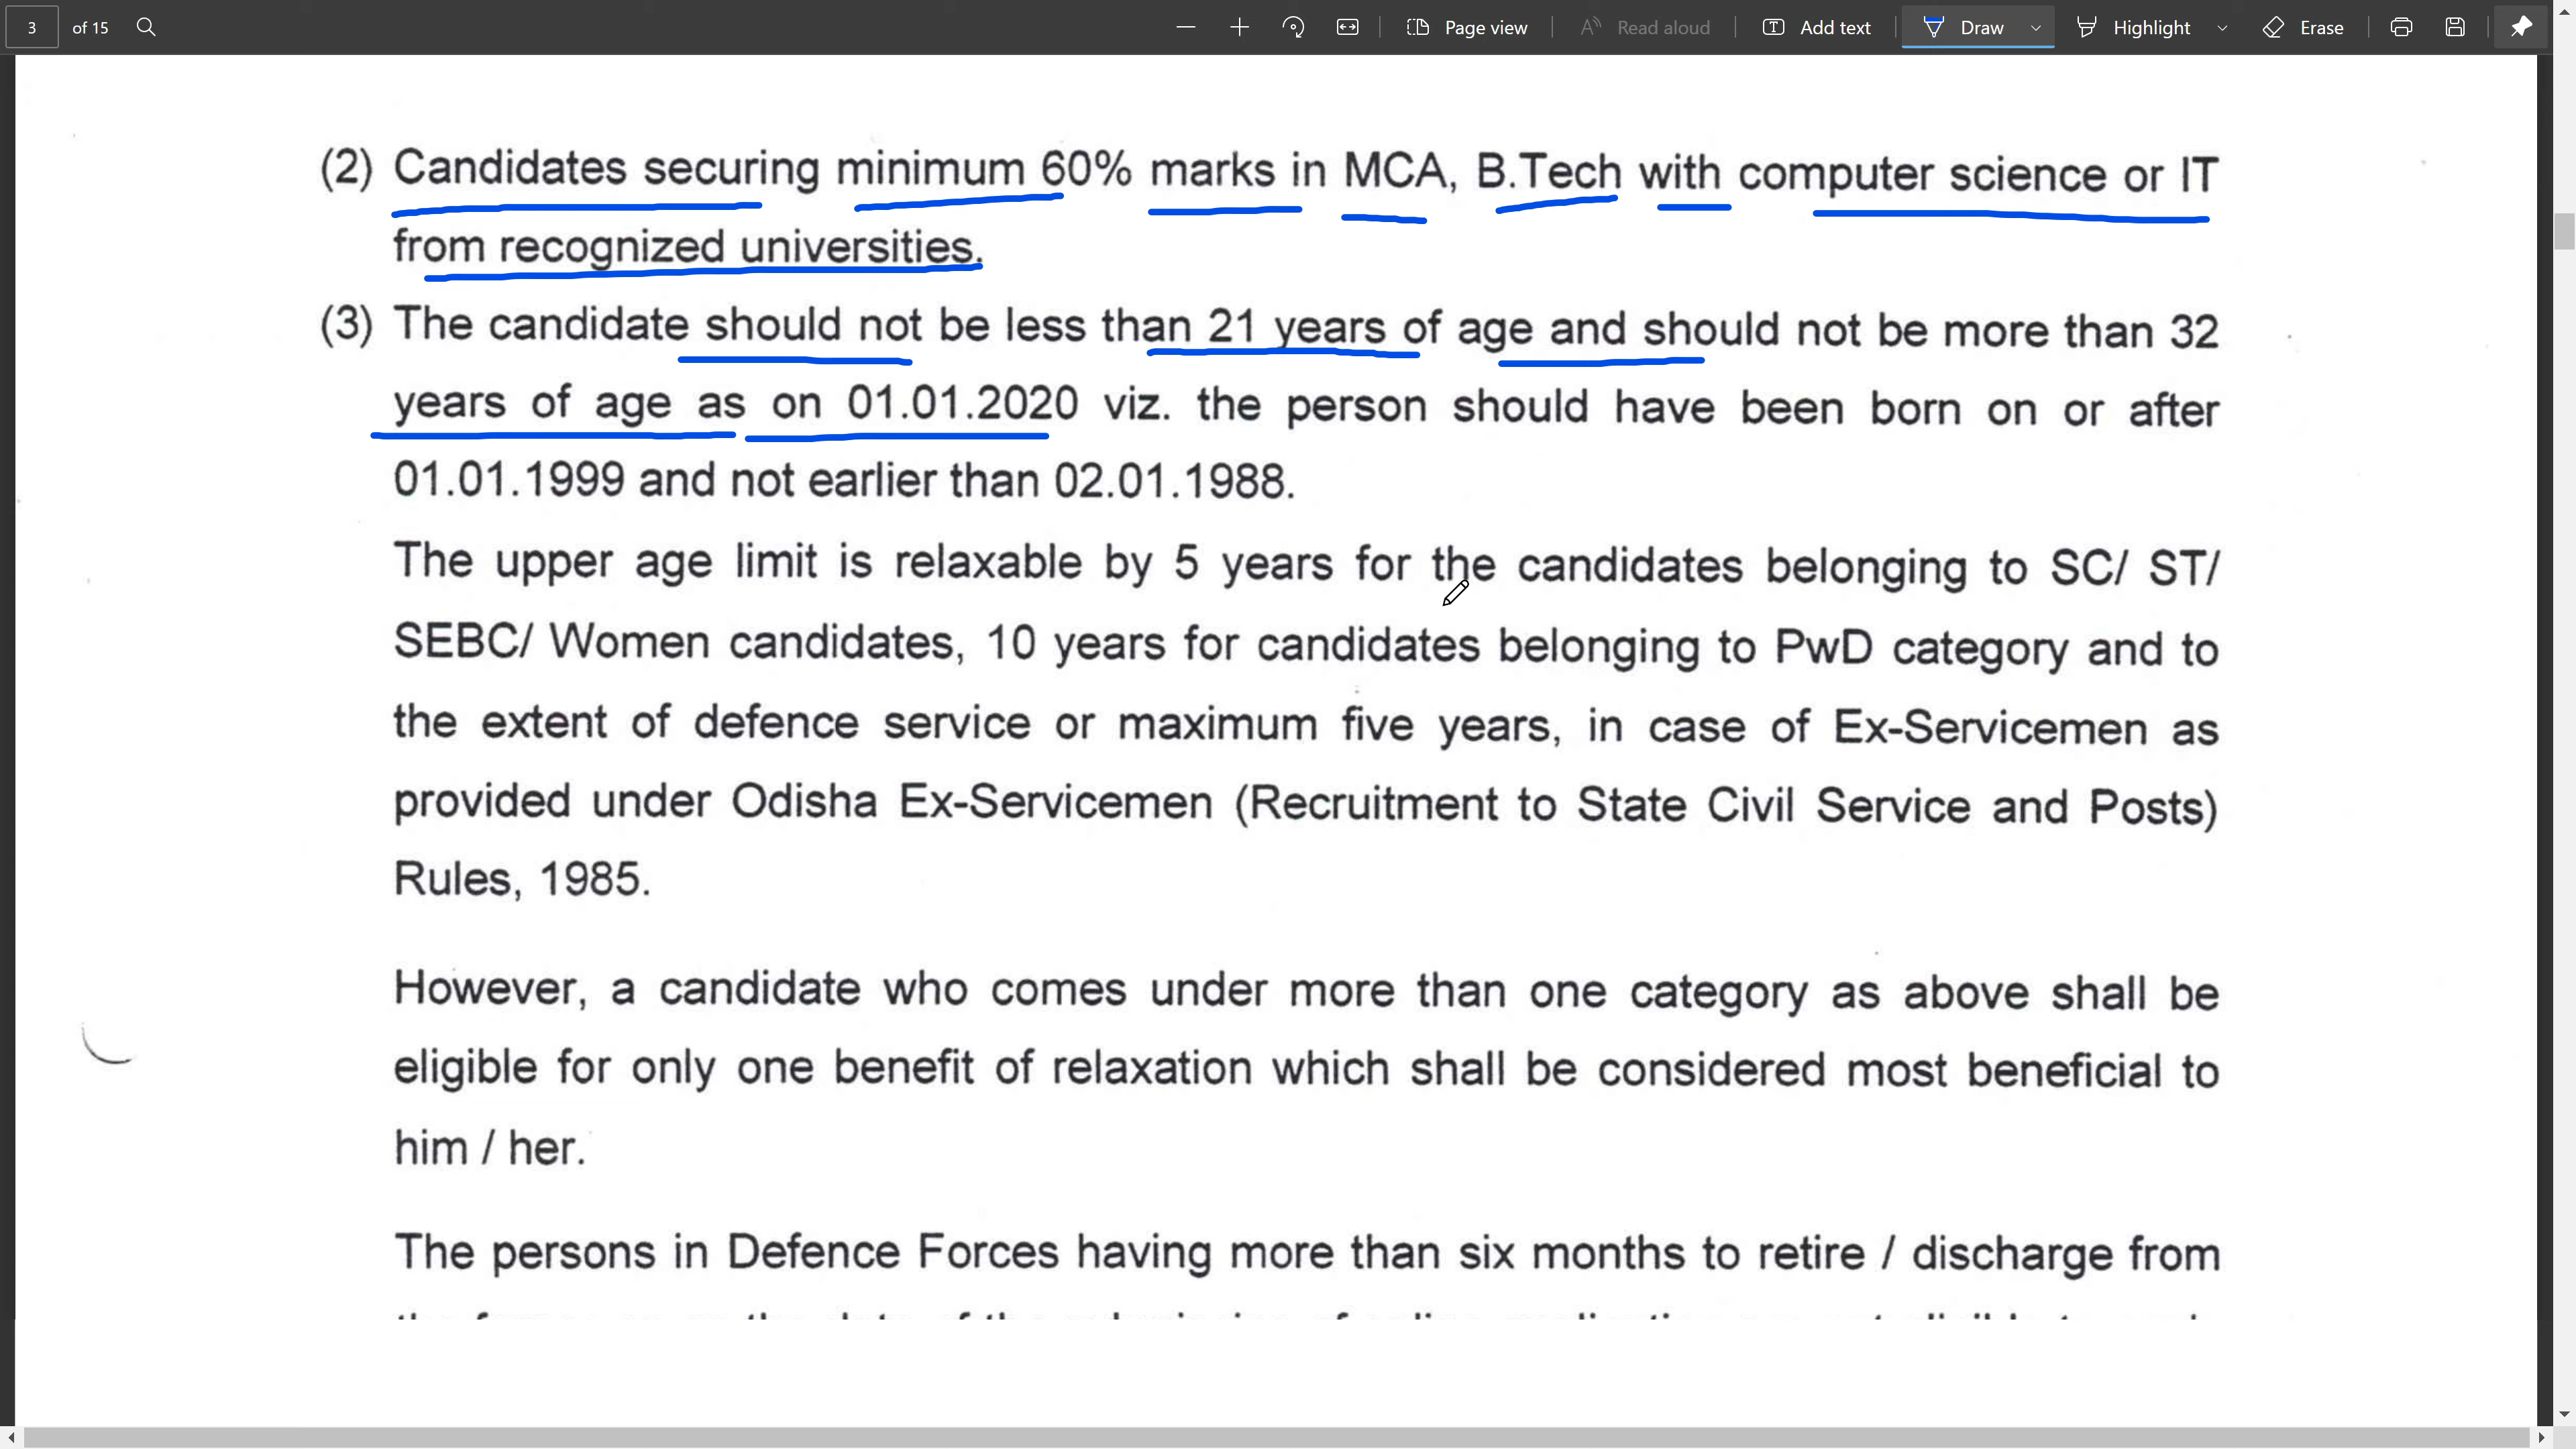 3 of 15 Page view Read aloud Add text Draw Highlight Erase
(2) Candidates securing minimum 60% marks in MCA, B.Tech with computer science or IT
from recognized universities.
(3) The candidate should not be less than 21 years of age and should not be more than 32
years of age as on 01.01.2020 viz. the person should have been born on or after
01.01.1999 and not earlier than 02.01.1988.
The upper age limit is relaxable by 5 years for the candidates belonging to SC/ ST/
SEBC/ Women candidates, 10 years for candidates belonging to PwD category and to
the extent of defence service or maximum five years, in case of Ex-Servicemen as
provided under Odisha Ex-Servicemen (Recruitment to State Civil Service and Posts)
Rules, 1985.
However, a candidate who comes under more than one category as above shall be
eligible for only one benefit of relaxation which shall be considered most beneficial to
him / her.
The persons in Defence Forces having more than six months to retire / discharge from